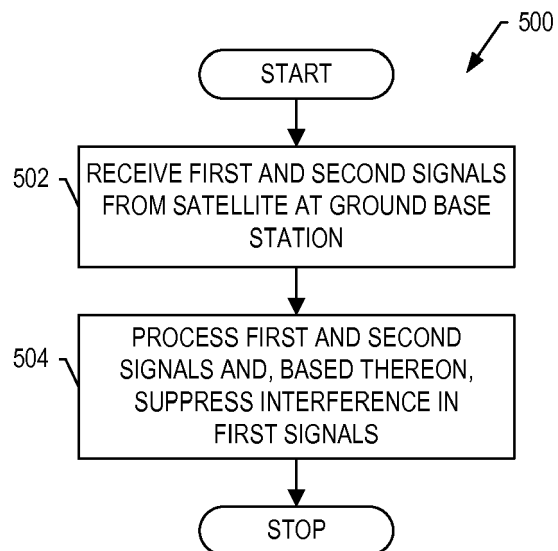 500
START
502
RECEIVE FIRST AND SECOND SIGNALS
FROM SATELLITE AT GROUND BASE
STATION
504
PROCESS FIRST AND SECOND
SIGNALS AND, BASED THEREON,
SUPPRESS INTERFERENCE IN
FIRST SIGNALS
STOP